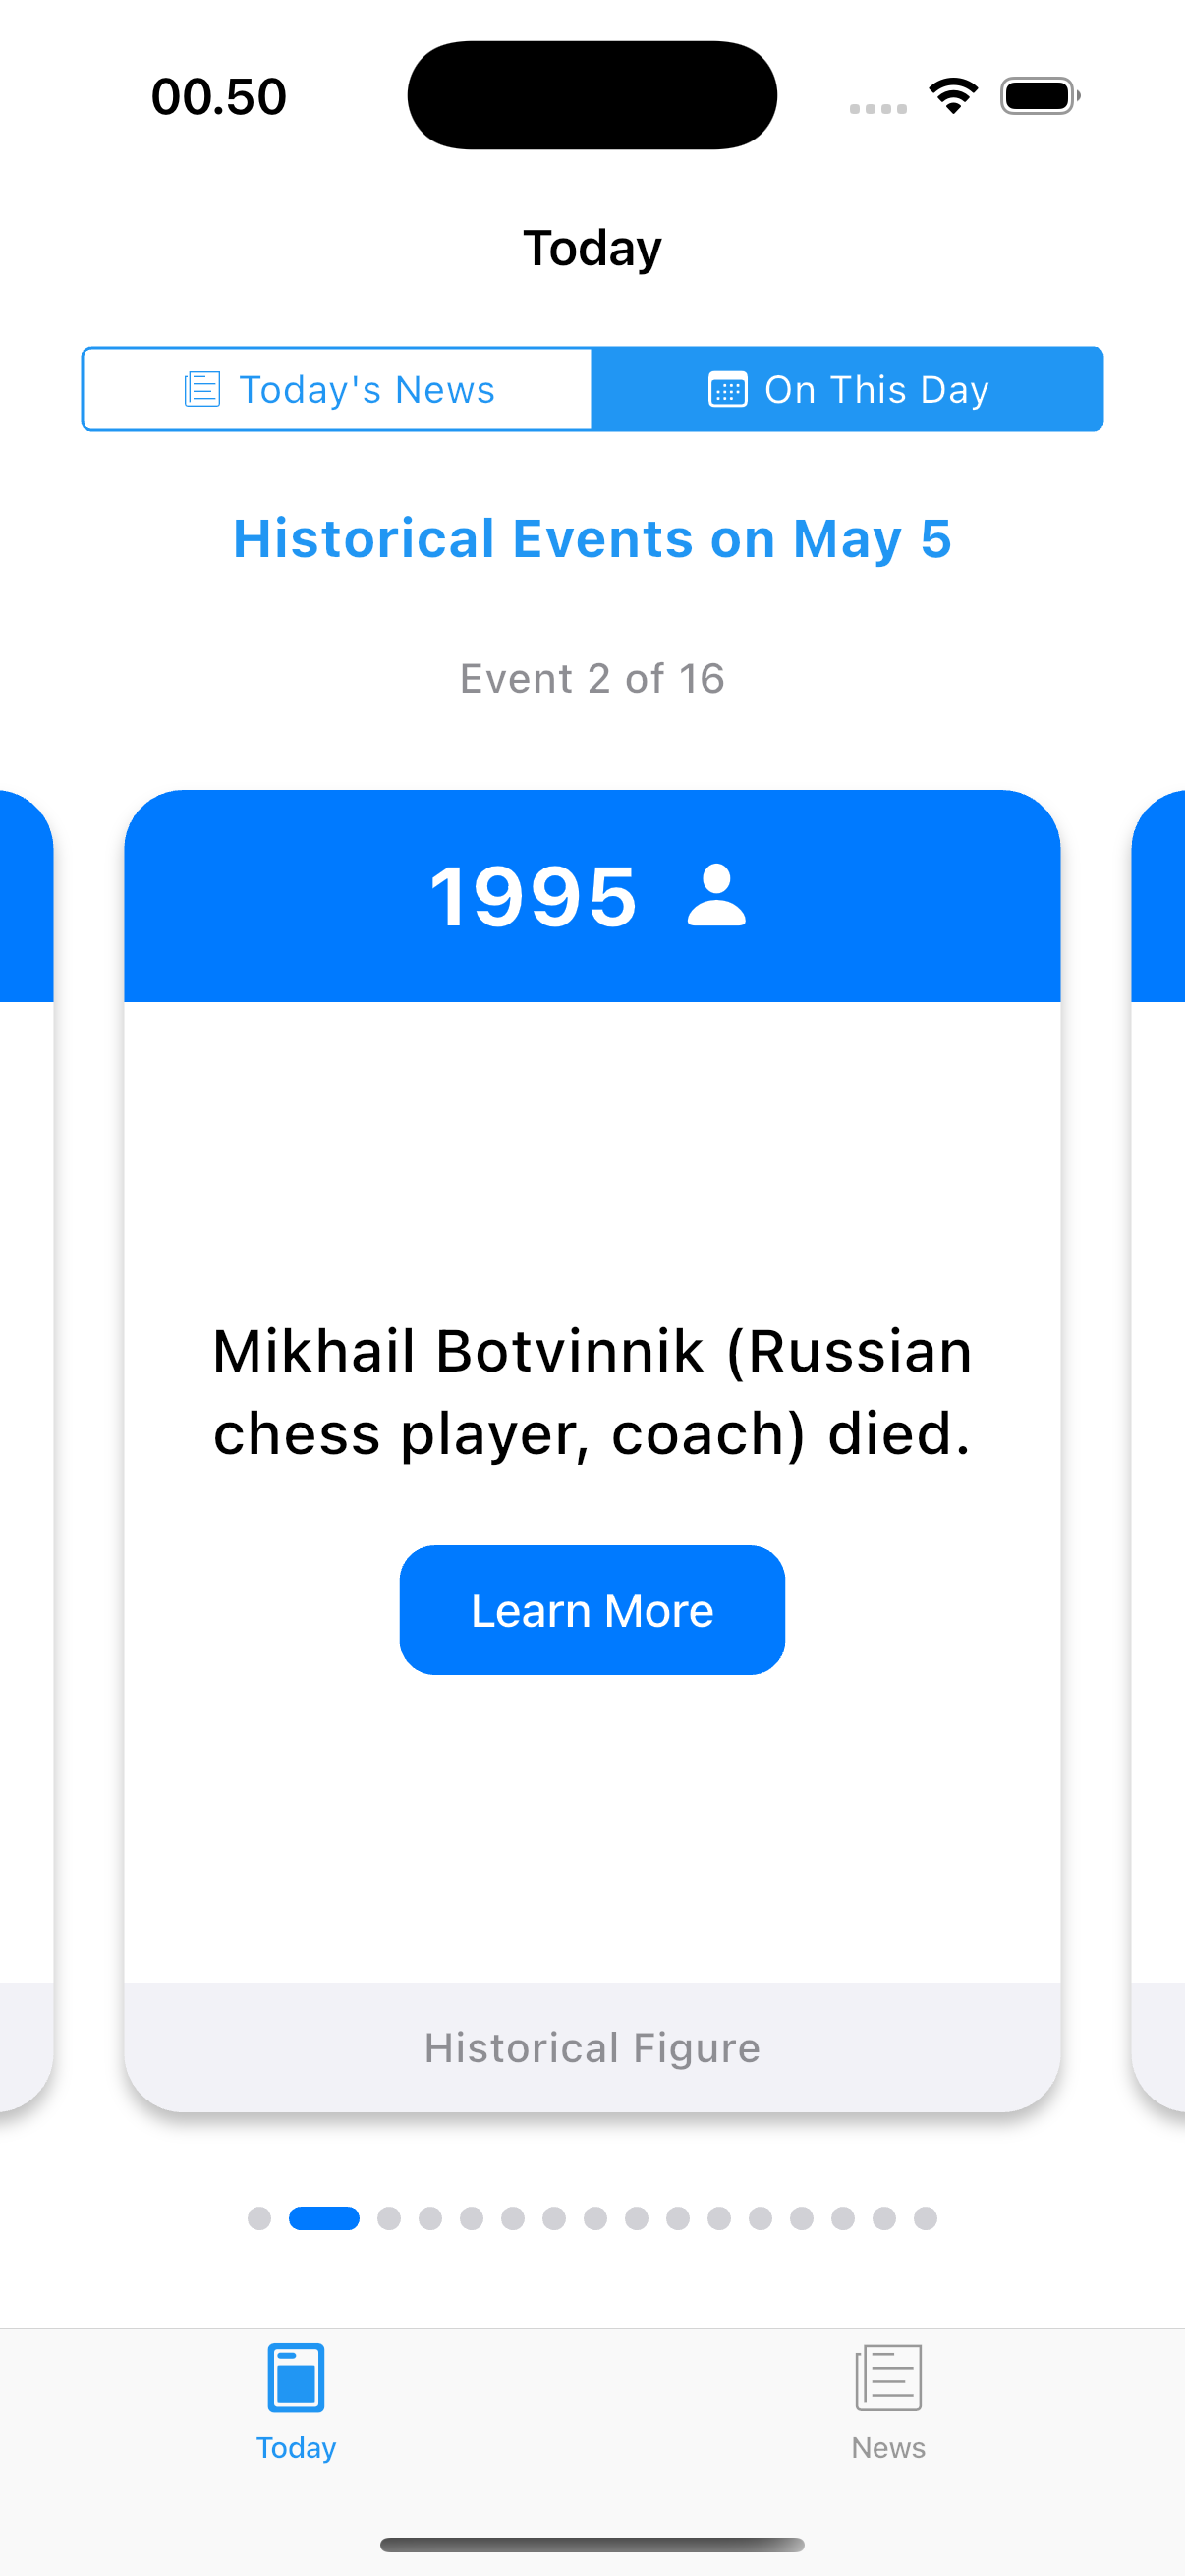 00.50
Today
Today's News
On This Day
Historical Events on May 5
Event 2 of 16
1995
Mikhail Botvinnik (Russian
chess player, coach) died.
Learn More
Historical Figure
Today
News